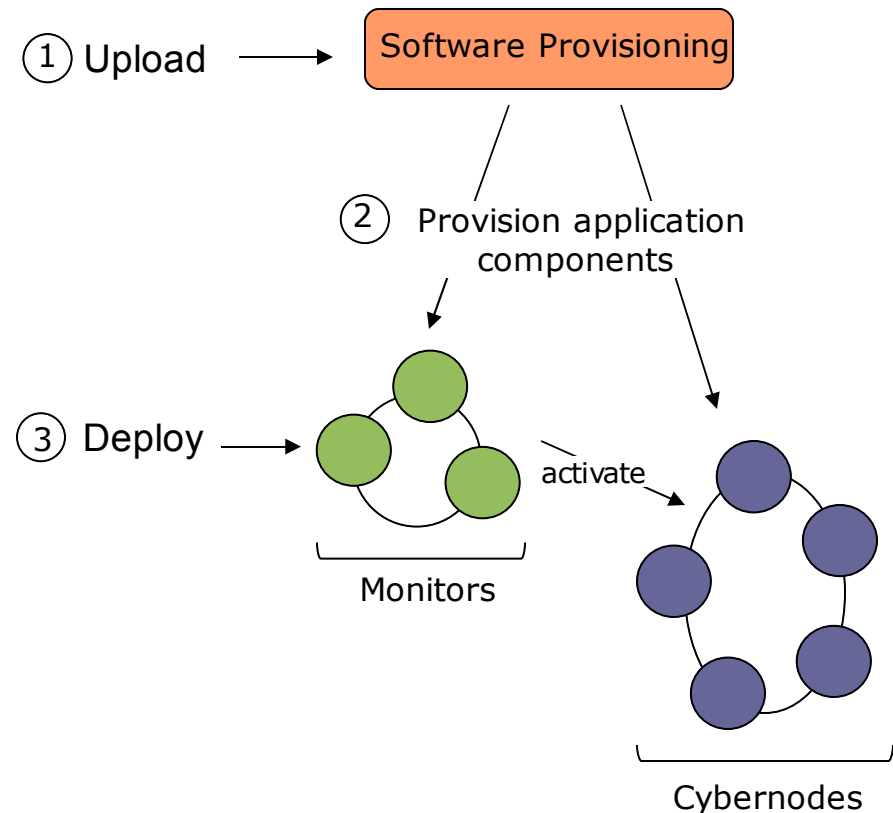 1 Upload
Software Provisioning
2 Provision application
components
3 Deploy
activate
Monitors
Cybernodes